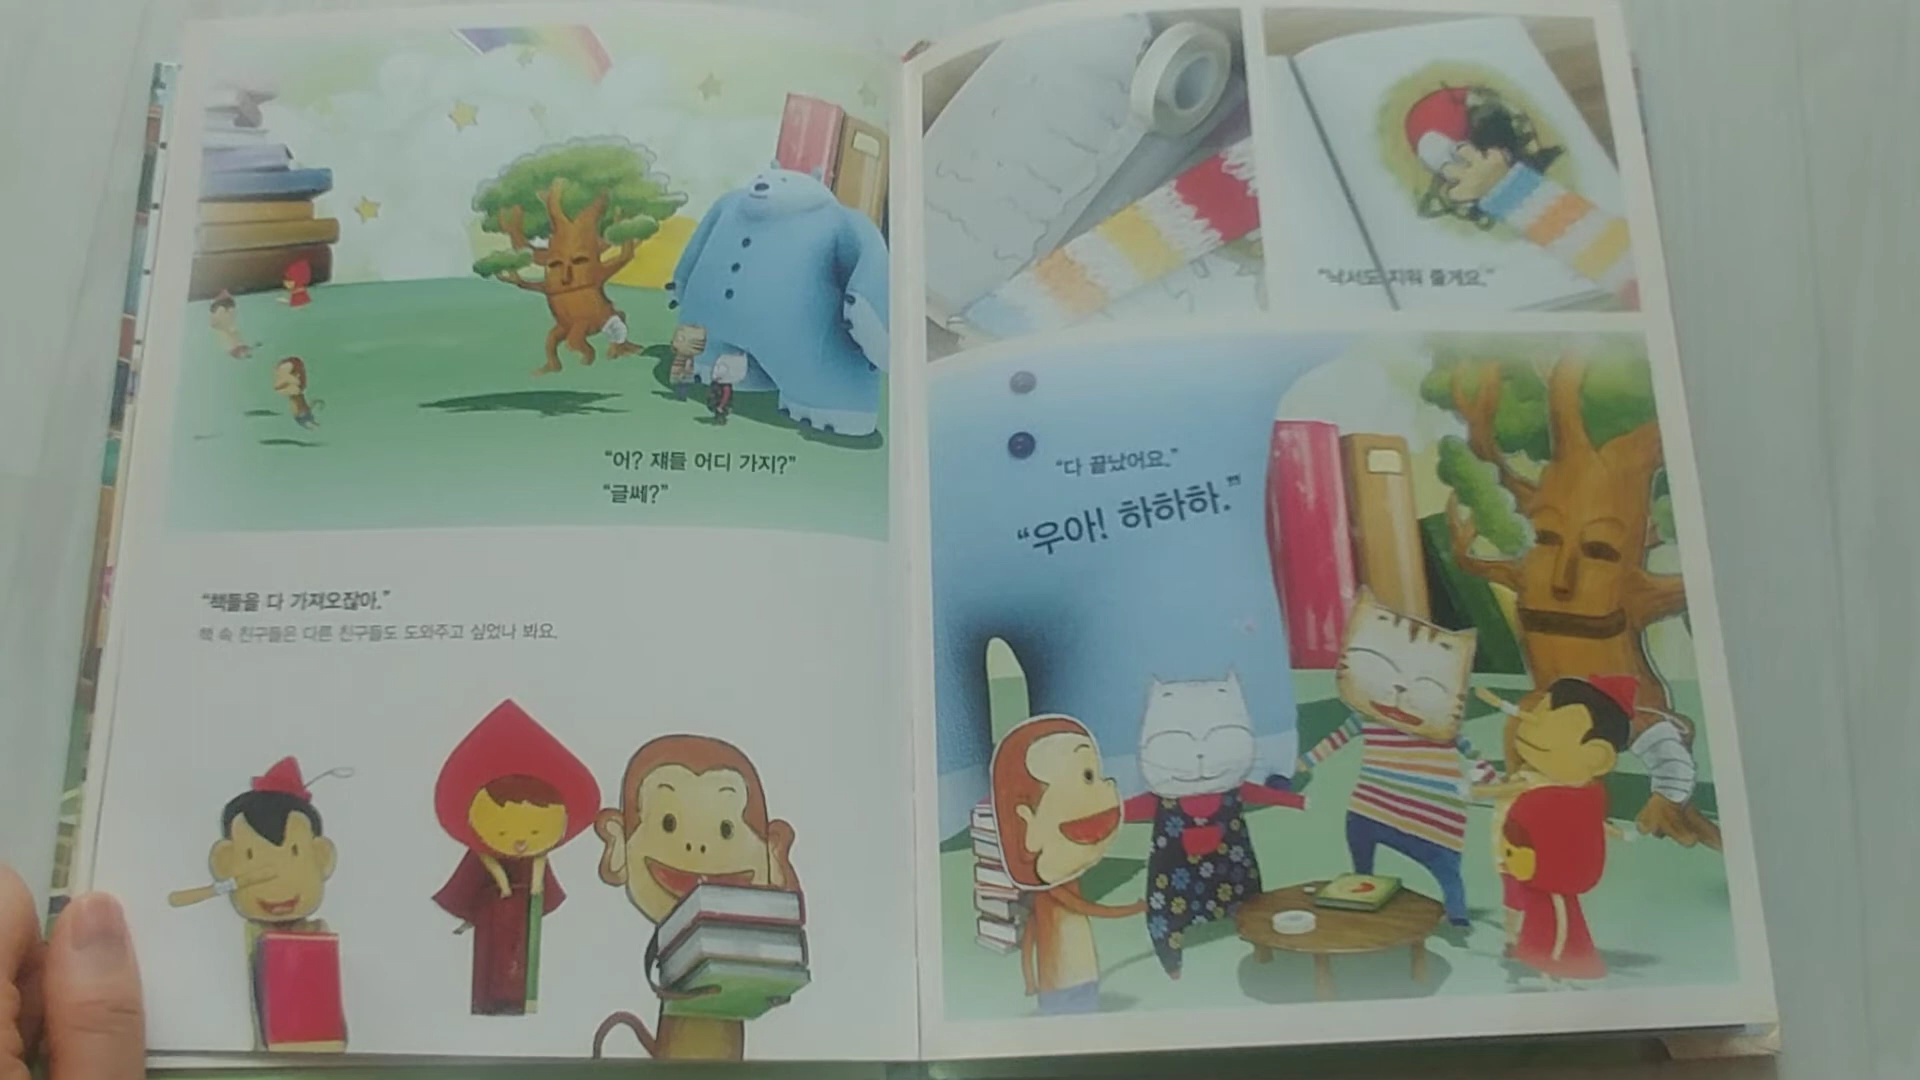 “어? 쟤들 어디 가지?”
“글쎄?”
“책들을 다 가져오잖아.”
책 속 친구들은 다른 친구들도 도와주고 싶었나 봐요.
“낙서도 지워 줄게요.”
“다 끝났어요.”
“우아! 하하하.”